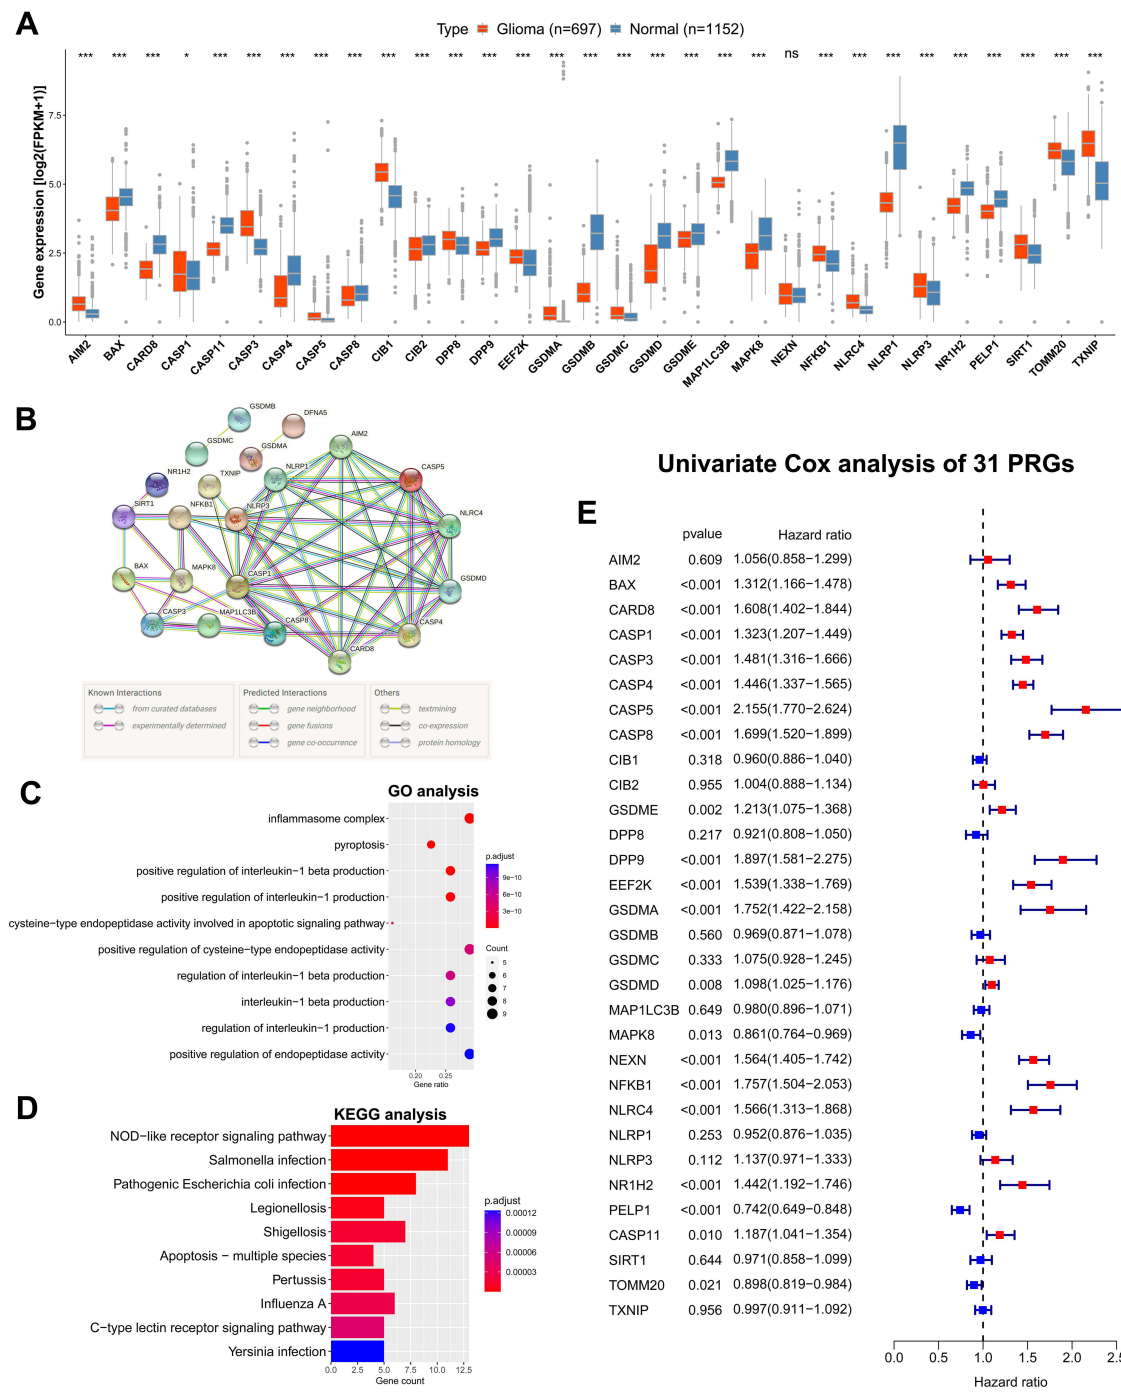 A
Type Glioma (n=697) Normal (n=1152)
*** *** *** * *** *** *** *** *** *** *** *** *** *** *** *** *** *** *** *** *** ns *** *** *** *** *** *** *** *** ***
Gene expression [log2(FPKM+1)]
7.5
5.0
2.5
0.0
AIM2 BAX CARD8 CASP1 CASP11 CASP3 CASP4 CASP5 CASP8 CIB1 CIB2 DPP8 DPP9 EEF2K GSDMA GSDMB GSDMC GSDMD GSDME MAP1LC3B MAPK8 NEXN NFKB1 NLRC4 NLRP1 NLRP3 NR1H2 PELP1 SIRT1 TOMM20 TXNIP
B
GSDMB
DFNA5
GSDMC
GSDMA
AIM2
NR1H2
TXNIP
NLRP1
CASP5
SIRT1
NFKB1
NLRP3
NLRC4
BAX
MAPK8
CASP1
GSDMD
CASP3
MAP1LC3B
CASP8
CASP4
CARD8
Known Interactions
from curated databases
experimentally determined
Predicted Interactions
gene neighborhood
gene fusions
gene co-occurrence
Others
textmining
co-expression
protein homology
C
GO analysis
inflammasome complex
pyroptosis
positive regulation of interleukin−1 beta production
positive regulation of interleukin−1 production
cysteine−type endopeptidase activity involved in apoptotic signaling pathway
positive regulation of cysteine−type endopeptidase activity
regulation of interleukin−1 beta production
interleukin−1 beta production
regulation of interleukin−1 production
positive regulation of endopeptidase activity
0.20 0.25
Gene ratio
p.adjust
9e−10
6e−10
3e−10
Count
5
6
7
8
9
D
KEGG analysis
NOD−like receptor signaling pathway
Salmonella infection
Pathogenic Escherichia coli infection
Legionellosis
Shigellosis
Apoptosis − multiple species
Pertussis
Influenza A
C−type lectin receptor signaling pathway
Yersinia infection
0.0 2.5 5.0 7.5 10.0 12.5
Gene count
p.adjust
0.00012
0.00009
0.00006
0.00003
Univariate Cox analysis of 31 PRGs
E
pvalue Hazard ratio
AIM2 0.609 1.056(0.858−1.299)
BAX <0.001 1.312(1.166−1.478)
CARD8 <0.001 1.608(1.402−1.844)
CASP1 <0.001 1.323(1.207−1.449)
CASP3 <0.001 1.481(1.316−1.666)
CASP4 <0.001 1.446(1.337−1.565)
CASP5 <0.001 2.155(1.770−2.624)
CASP8 <0.001 1.699(1.520−1.899)
CIB1 0.318 0.960(0.886−1.040)
CIB2 0.955 1.004(0.888−1.134)
GSDME 0.002 1.213(1.075−1.368)
DPP8 0.217 0.921(0.808−1.050)
DPP9 <0.001 1.897(1.581−2.275)
EEF2K <0.001 1.539(1.338−1.769)
GSDMA <0.001 1.752(1.422−2.158)
GSDMB 0.560 0.969(0.871−1.078)
GSDMC 0.333 1.075(0.928−1.245)
GSDMD 0.008 1.098(1.025−1.176)
MAP1LC3B 0.649 0.980(0.896−1.071)
MAPK8 0.013 0.861(0.764−0.969)
NEXN <0.001 1.564(1.405−1.742)
NFKB1 <0.001 1.757(1.504−2.053)
NLRC4 <0.001 1.566(1.313−1.868)
NLRP1 0.253 0.952(0.876−1.035)
NLRP3 0.112 1.137(0.971−1.333)
NR1H2 <0.001 1.442(1.192−1.746)
PELP1 <0.001 0.742(0.649−0.848)
CASP11 0.010 1.187(1.041−1.354)
SIRT1 0.644 0.971(0.858−1.099)
TOMM20 0.021 0.898(0.819−0.984)
TXNIP 0.956 0.997(0.911−1.092)
0.0 0.5 1.0 1.5 2.0 2.5
Hazard ratio